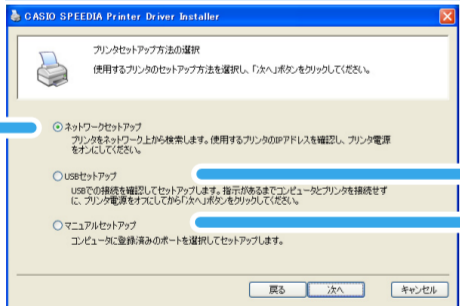 CASIO SPEEDIA Printer Driver Installer
プリンタセットアップ方法の選択
使用するプリンタのセットアップ方法を選択し、「次へ」ボタンをクリックしてください。
ネットワークセットアップ
プリンタをネットワーク上から検索します。使用するプリンタのIPアドレスを確認し、プリンタ電源
をオンにしてください。
USBセットアップ
USBでの接続を確認してセットアップします。指示があるまでコンピュータとプリンタを接続せず
に、プリンタ電源をオフにしてから「次へ」ボタンをクリックしてください。
マニュアルセットアップ
コンピュータに登録済みのポートを選択してセットアップします。
戻る
次へ
キャンセル